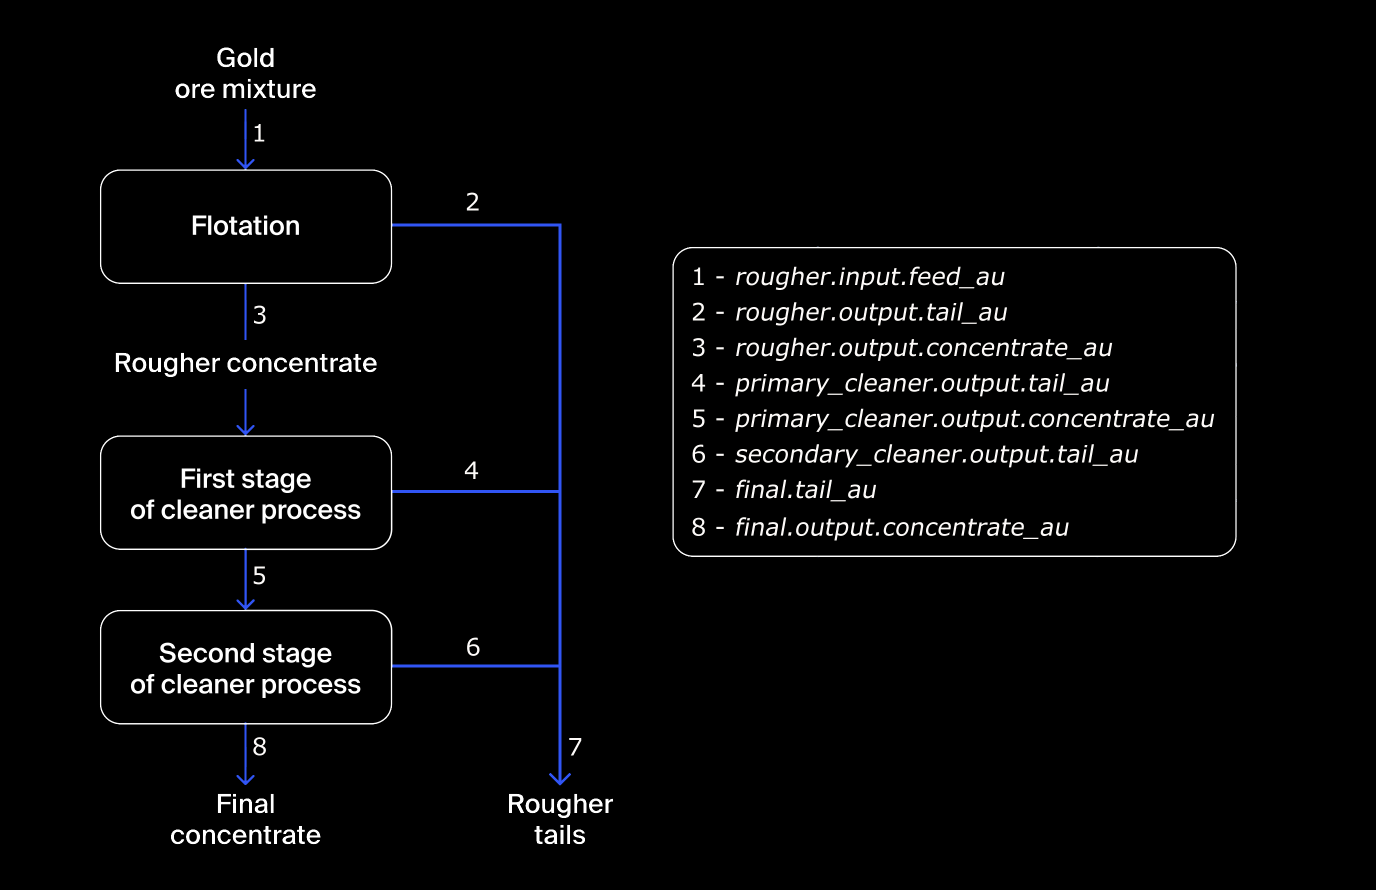 Gold
ore mixture
1
Flotation
2
3
Rougher concentrate
First stage
of cleaner process
4
5
Second stage
of cleaner process
6
8
7
Final
concentrate
Rougher
tails
1 - rougher.input.feed_au
2 - rougher.output.tail_au
3 - rougher.output.concentrate_au
4 - primary_cleaner.output.tail_au
5 - primary_cleaner.output.concentrate_au
6 - secondary_cleaner.output.tail_au
7 - final.tail_au
8 - final.output.concentrate_au